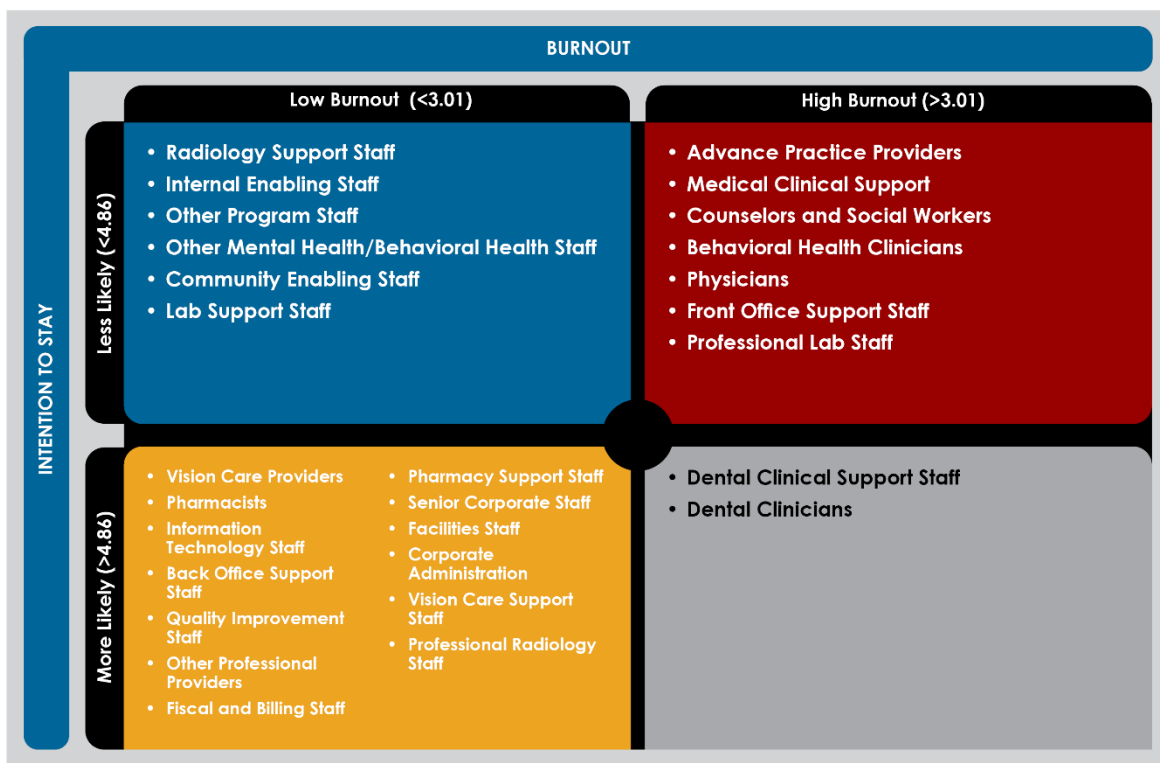 BURNOUT
INTENTION TO STAY
Low Burnout (<3.01)
High Burnout (>3.01)
Less Likely (<4.86)
• Radiology Support Staff
• Internal Enabling Staff
• Other Program Staff
• Other Mental Health/Behavioral Health Staff
• Community Enabling Staff
• Lab Support Staff
• Advance Practice Providers
• Medical Clinical Support
• Counselors and Social Workers
• Behavioral Health Clinicians
• Physicians
• Front Office Support Staff
• Professional Lab Staff
More Likely (>4.86)
• Vision Care Providers
• Pharmacists
• Information
Technology Staff
• Back Office Support
Staff
• Quality Improvement
Staff
• Other Professional
Providers
• Fiscal and Billing Staff
• Pharmacy Support Staff
• Senior Corporate Staff
• Facilities Staff
• Corporate
Administration
• Vision Care Support
Staff
• Professional Radiology
Staff
• Dental Clinical Support Staff
• Dental Clinicians